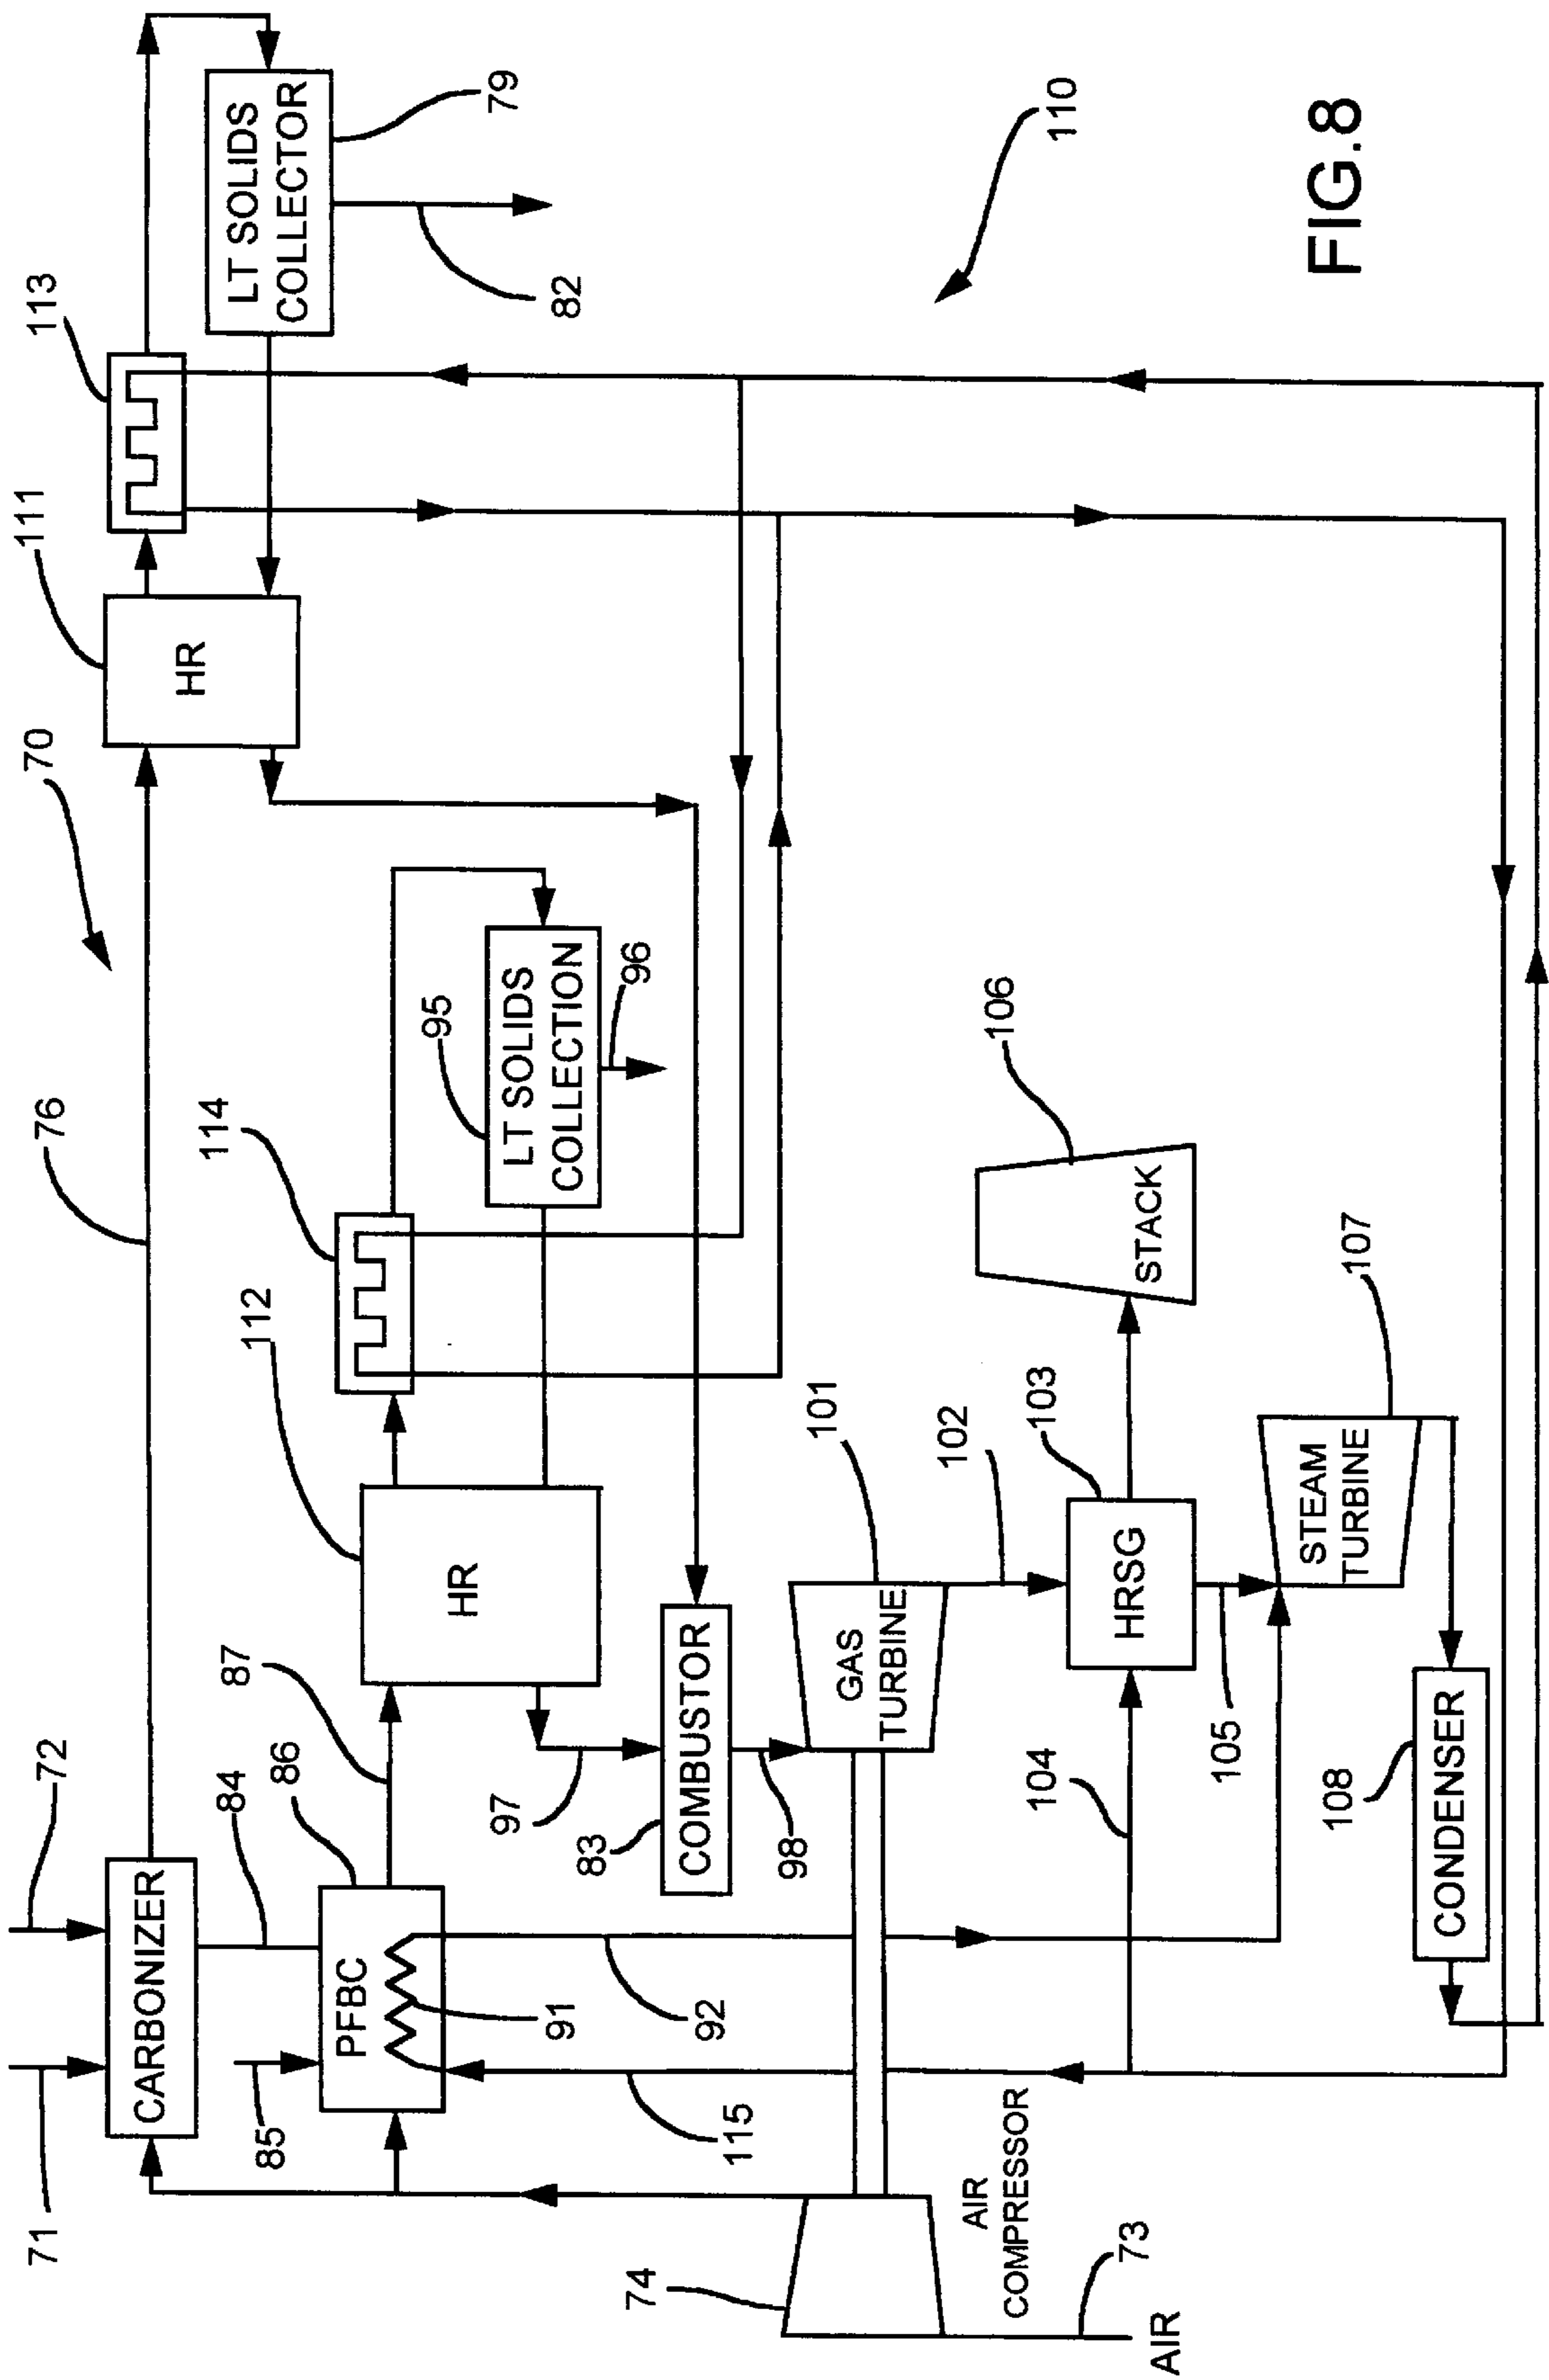 71
72
76
70
111
113
CARBONIZER
84
86
87
112
114
HR
LT SOLIDS
COLLECTOR
79
82
85
PFBC
91
92
115
HR
95
LT SOLIDS
COLLECTION
96
97
83
COMBUSTOR
98
110
74
AIR
COMPRESSOR
73
AIR
GAS
TURBINE
101
102
103
HRSG
104
105
106
STACK
STEAM
TURBINE
107
108
CONDENSER
FIG.8